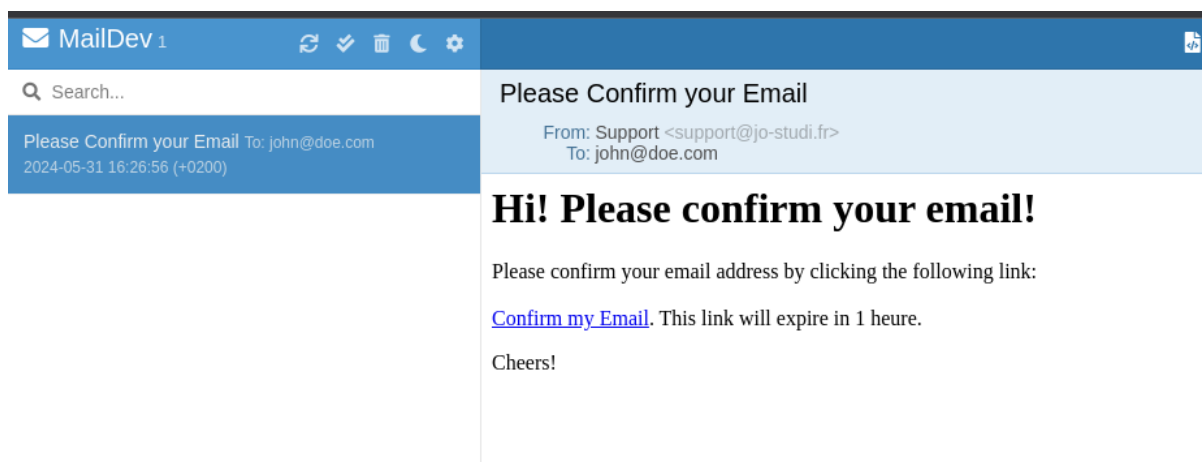 MailDev 1
Search...
Please Confirm your Email To: john@doe.com
2024-05-31 16:26:56 (+0200)
Please Confirm your Email
From: Support <support@jo-studi.fr>
To: john@doe.com
Hi! Please confirm your email!
Please confirm your email address by clicking the following link:
Confirm my Email. This link will expire in 1 heure.
Cheers!